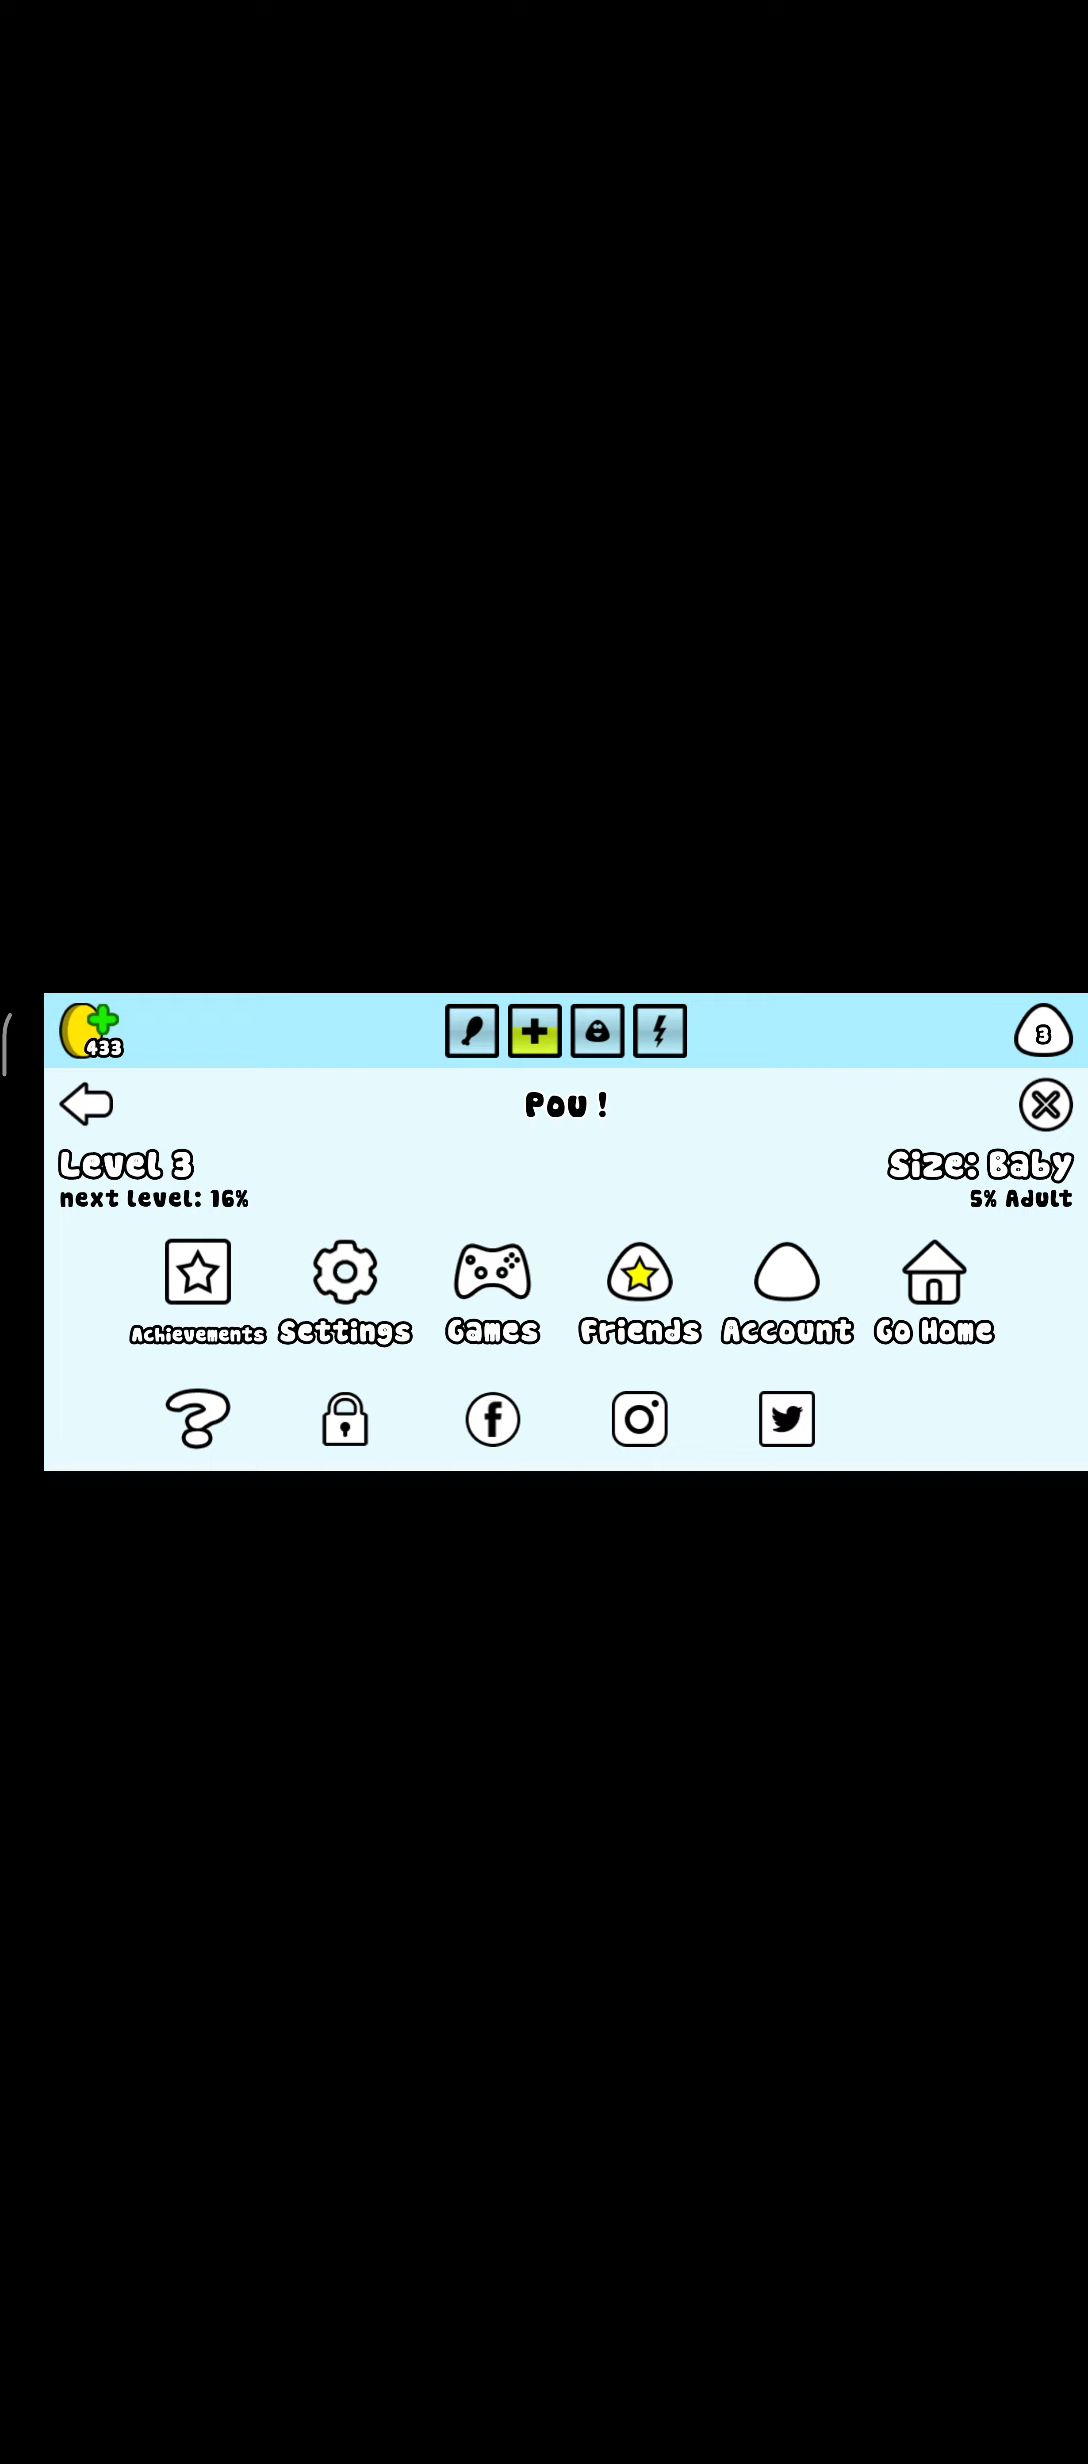 433
3
Pou !
Level 3
Size: Baby
next level: 16%
5% Adult
Achievements
Settings
Games
Friends
Account
Go Home